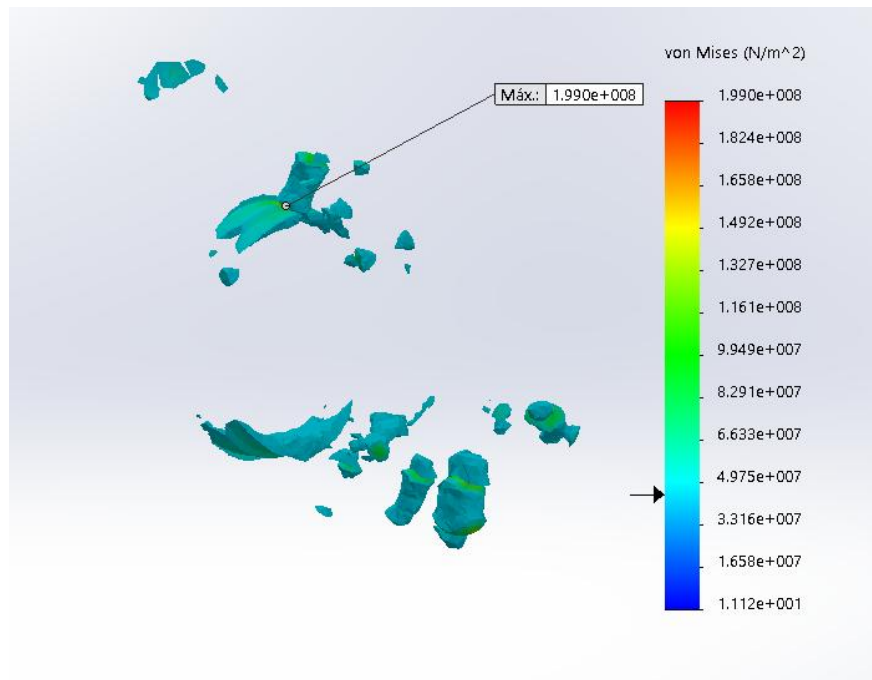 von Mises (N/m^2)
Máx.: 1.990e+008
1.990e+008
1.824e+008
1.658e+008
1.492e+008
1.327e+008
1.161e+008
9.949e+007
8.291e+007
6.633e+007
4.975e+007
3.316e+007
1.658e+007
1.112e+001